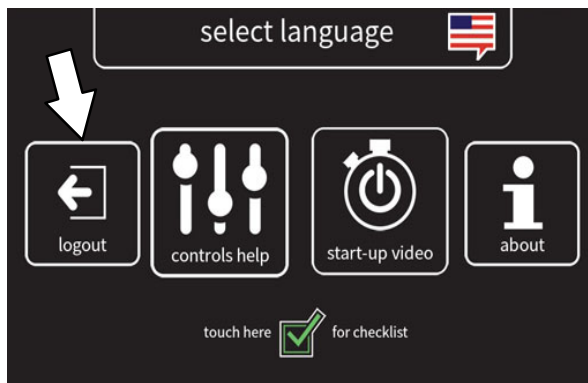 select language
logout
controls help
start-up video
about
touch here
for checklist